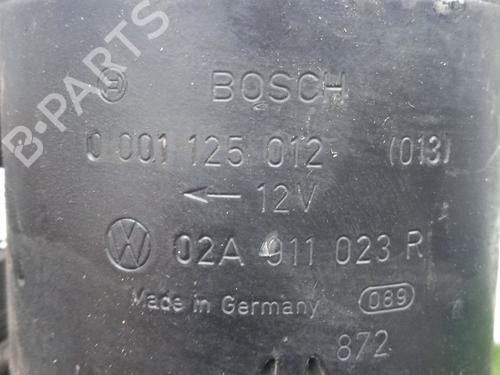 B-PARTS
BOSCH
0 001 125 012 (013)
12V
02A 911 023 R
Made in Germany 089
872